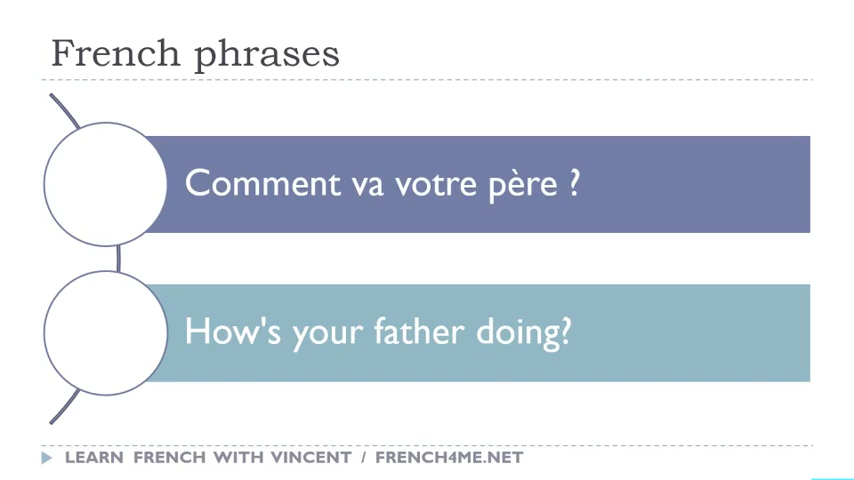 French phrases
Comment va votre père ?
How's your father doing?
LEARN FRENCH WITH VINCENT / FRENCH4ME.NET